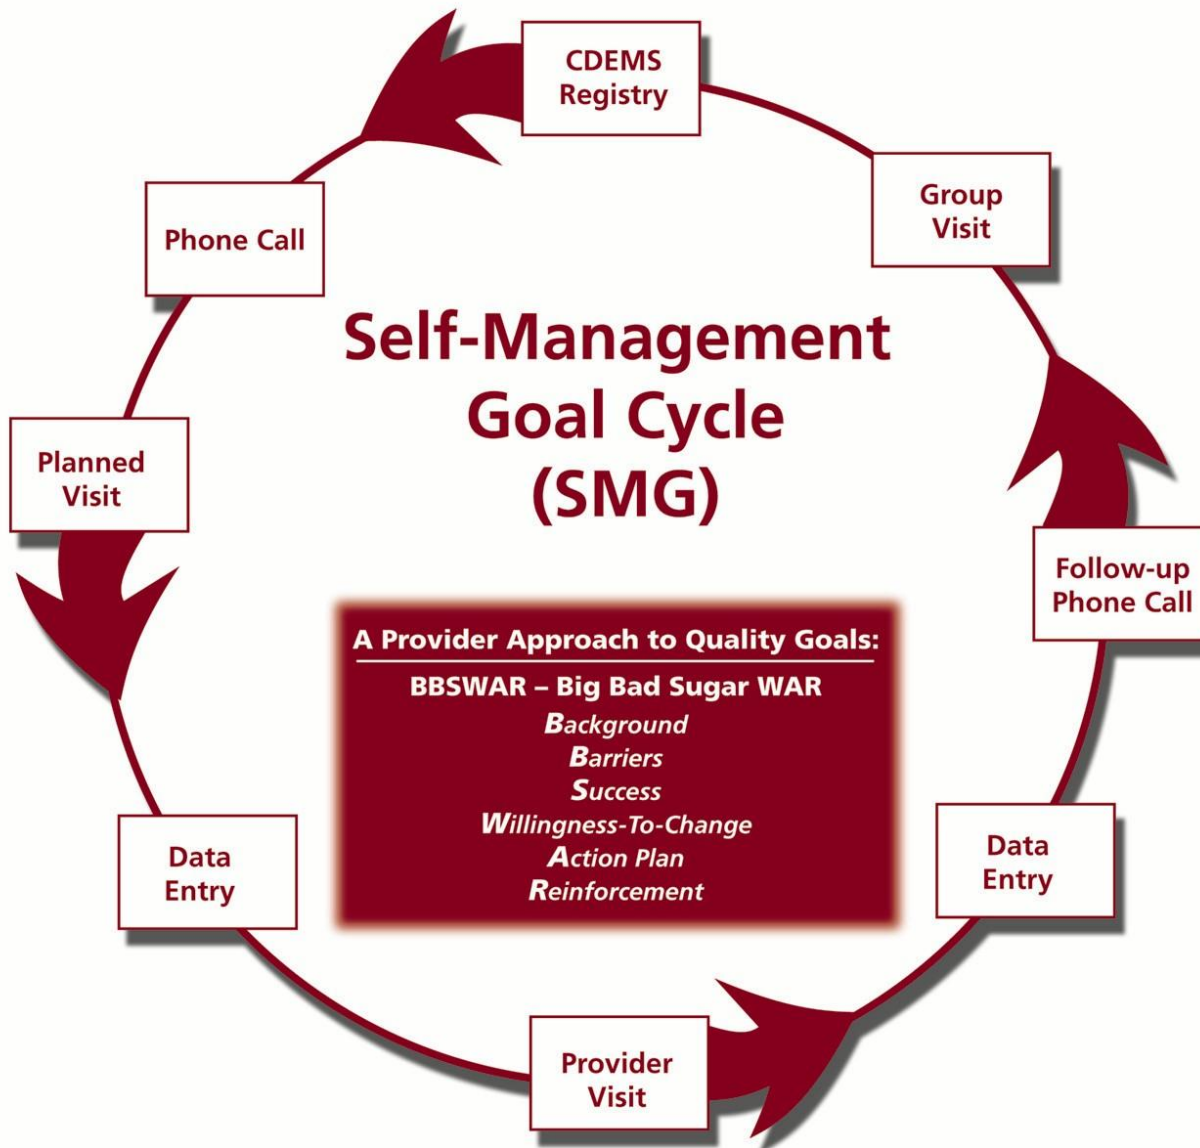 CDEMS
Registry
Group
Visit
Phone Call
Self-Management
Goal Cycle
(SMG)
Planned
Visit
Follow-up
Phone Call
A Provider Approach to Quality Goals:
BBSWAR – Big Bad Sugar WAR
Background
Barriers
Success
Willingness-To-Change
Action Plan
Reinforcement
Data
Entry
Data
Entry
Provider
Visit